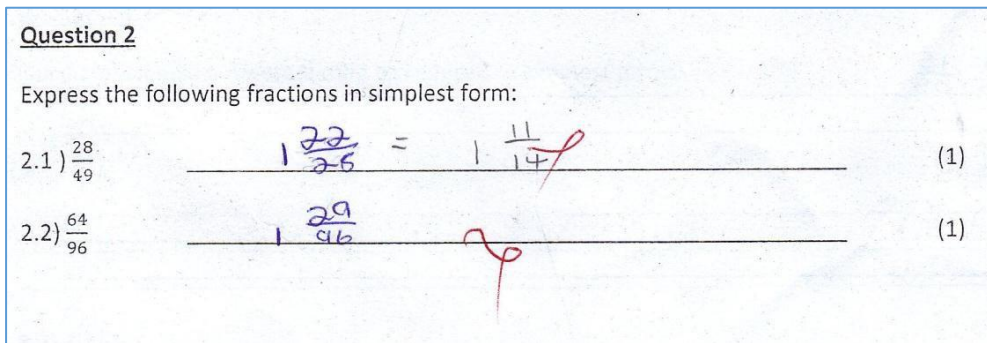 Question 2
Express the following fractions in simplest form:
2.1 ) 28/49 1 22/28 = 1 11/14 (1)
2.2) 64/96 1 29/96 (1)